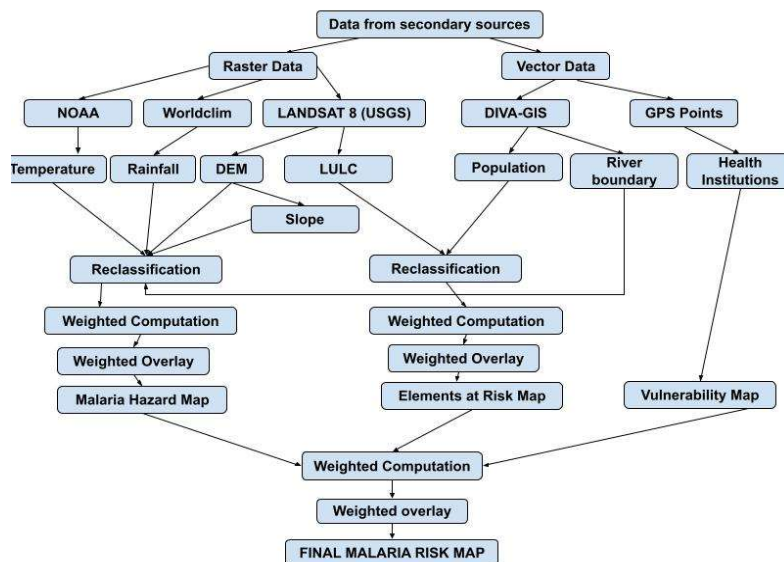 Data from secondary sources
Raster Data
Vector Data
NOAA
Worldclim
LANDSAT 8 (USGS)
DIVA-GIS
GPS Points
Temperature
Rainfall
DEM
LULC
Population
River
boundary
Health
Institutions
Slope
Reclassification
Reclassification
Weighted Computation
Weighted Computation
Weighted Overlay
Weighted Overlay
Malaria Hazard Map
Elements at Risk Map
Vulnerability Map
Weighted Computation
Weighted overlay
FINAL MALARIA RISK MAP